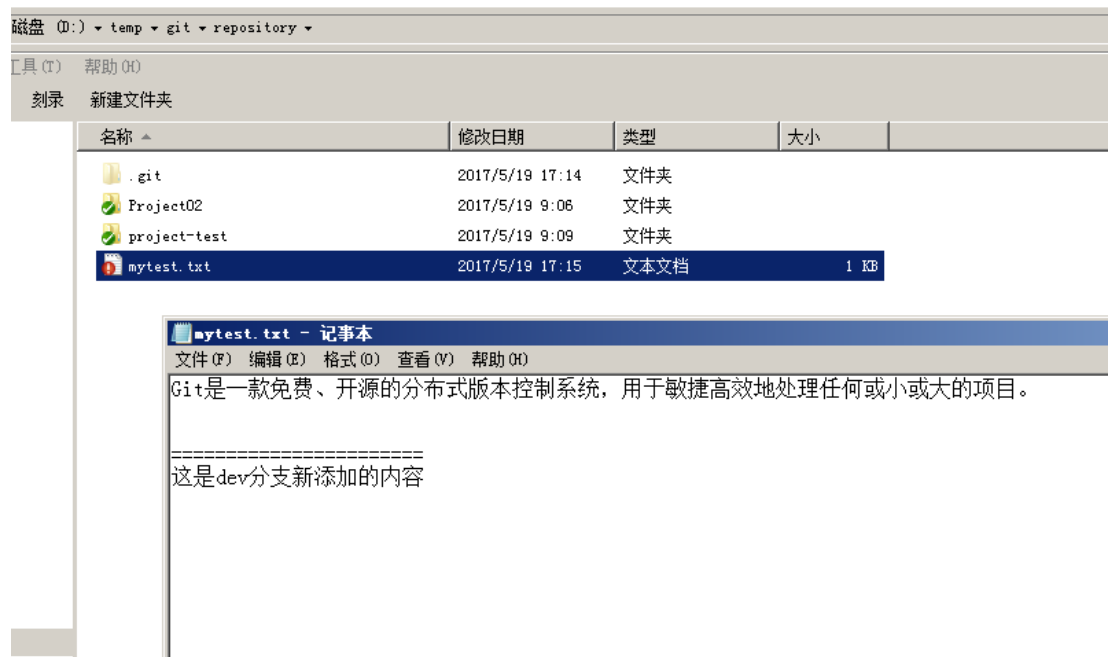 磁盘 (D:) ▾ temp ▾ git ▾ repository ▾
工具(T) 帮助(H)
刻录 新建文件夹
名称 修改日期 类型 大小
.git 2017/5/19 17:14 文件夹
Project02 2017/5/19 9:06 文件夹
project-test 2017/5/19 9:09 文件夹
mytest.txt 2017/5/19 17:15 文本文档 1 KB
mytest.txt - 记事本
文件(F) 编辑(E) 格式(O) 查看(V) 帮助(H)
Git是一款免费、开源的分布式版本控制系统，用于敏捷高效地处理任何或小或大的项目。
=======================
这是dev分支新添加的内容